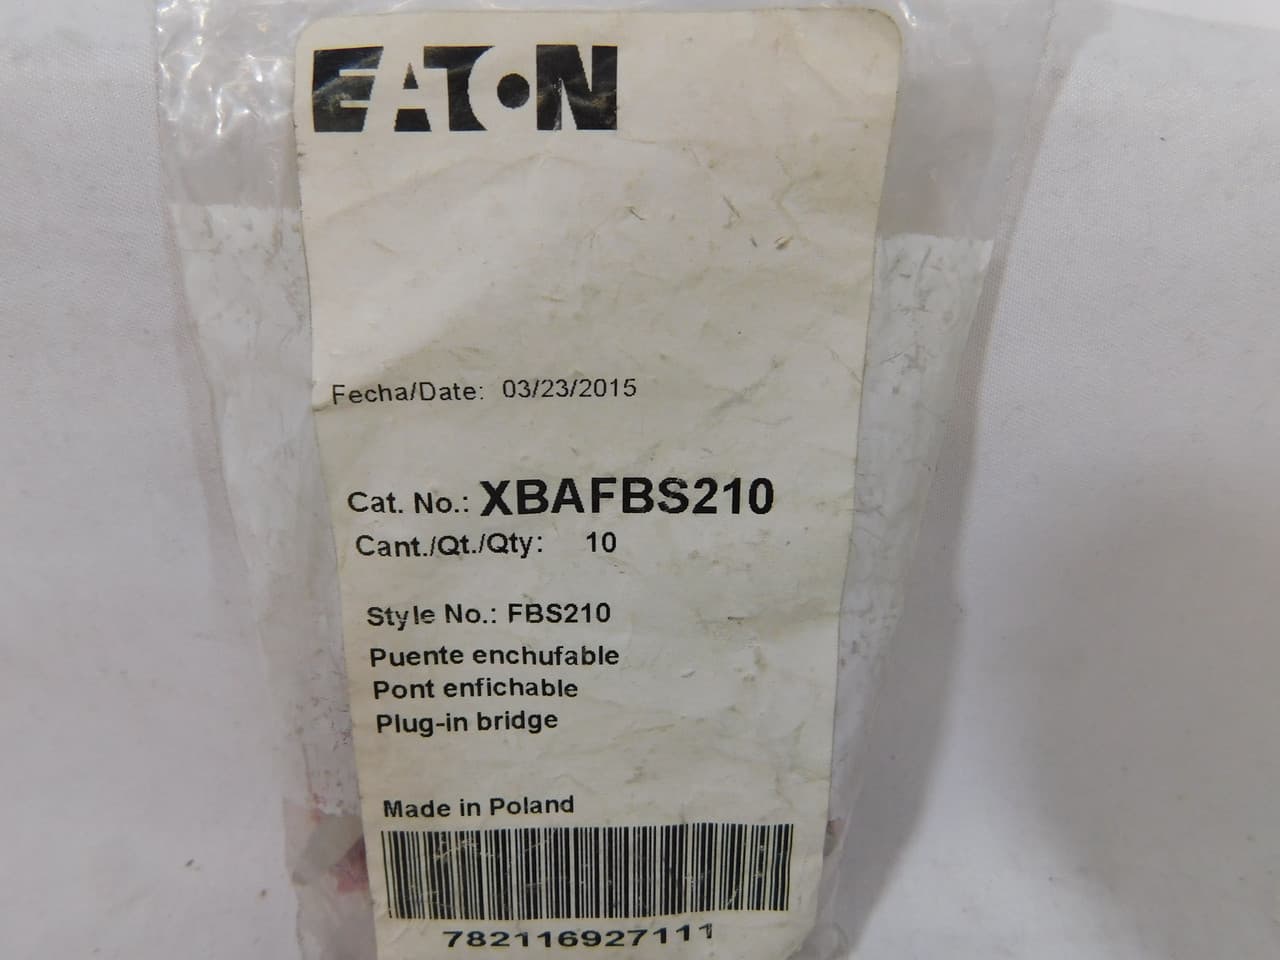 EATON
Fecha/Date: 03/23/2015
Cat. No.: XBAFBS210
Cant./Qt./Qty: 10
Style No.: FBS210
Puente enchufable
Pont enfichable
Plug-in bridge
Made in Poland
782116927111